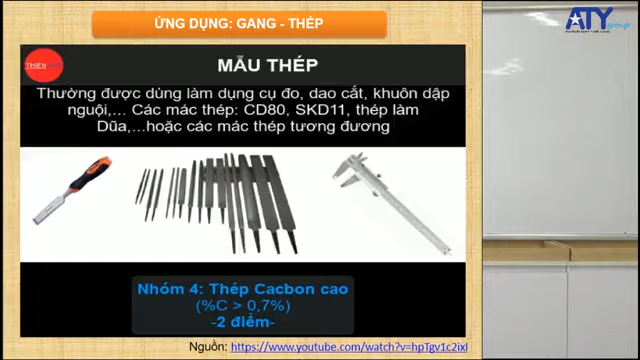 ỨNG DỤNG: GANG - THÉP
ATY
group
THIEN
MẪU THÉP
Thường được dùng làm dụng cụ đo, dao cắt, khuôn dập
nguội,... Các mác thép: CD80, SKD11, thép làm
Dũa,...hoặc các mác thép tương đương
Nhóm 4: Thép Cacbon cao
(%C > 0,7%)
-2 điểm-
Nguồn: https://www.youtube.com/watch?v=hpTgv1c2ixI